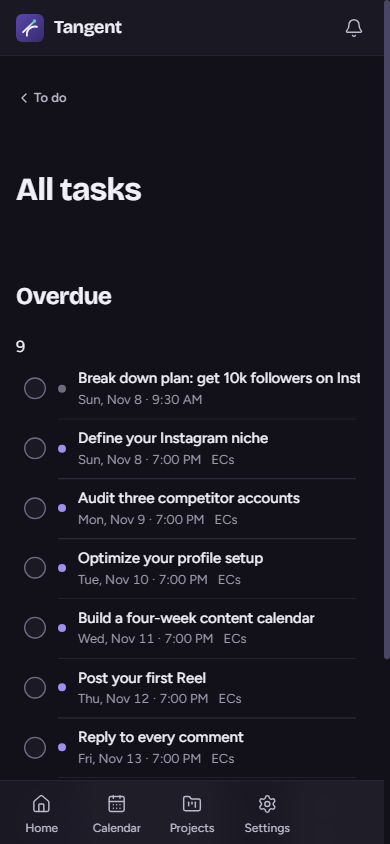 Tangent
To do
All tasks
Overdue
9
Break down plan: get 10k followers on Inst
Sun, Nov 8 · 9:30 AM
Define your Instagram niche
Sun, Nov 8 · 7:00 PM ECs
Audit three competitor accounts
Mon, Nov 9 · 7:00 PM ECs
Optimize your profile setup
Tue, Nov 10 · 7:00 PM ECs
Build a four-week content calendar
Wed, Nov 11 · 7:00 PM ECs
Post your first Reel
Thu, Nov 12 · 7:00 PM ECs
Reply to every comment
Fri, Nov 13 · 7:00 PM ECs
Home Calendar Projects Settings